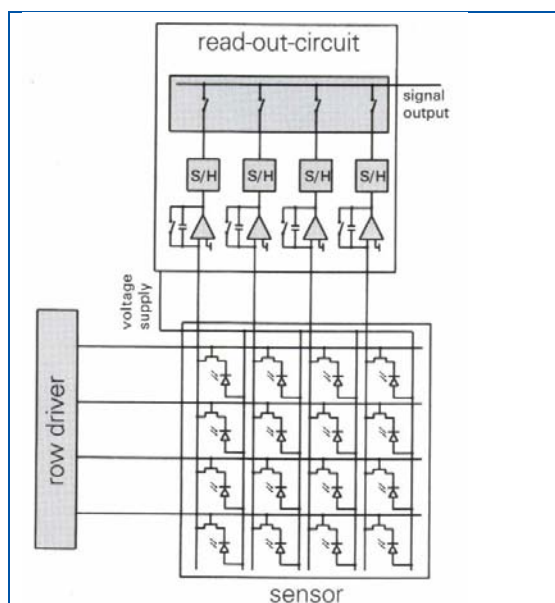 read-out-circuit
signal
output
S/H S/H S/H S/H
voltage
supply
row driver
sensor